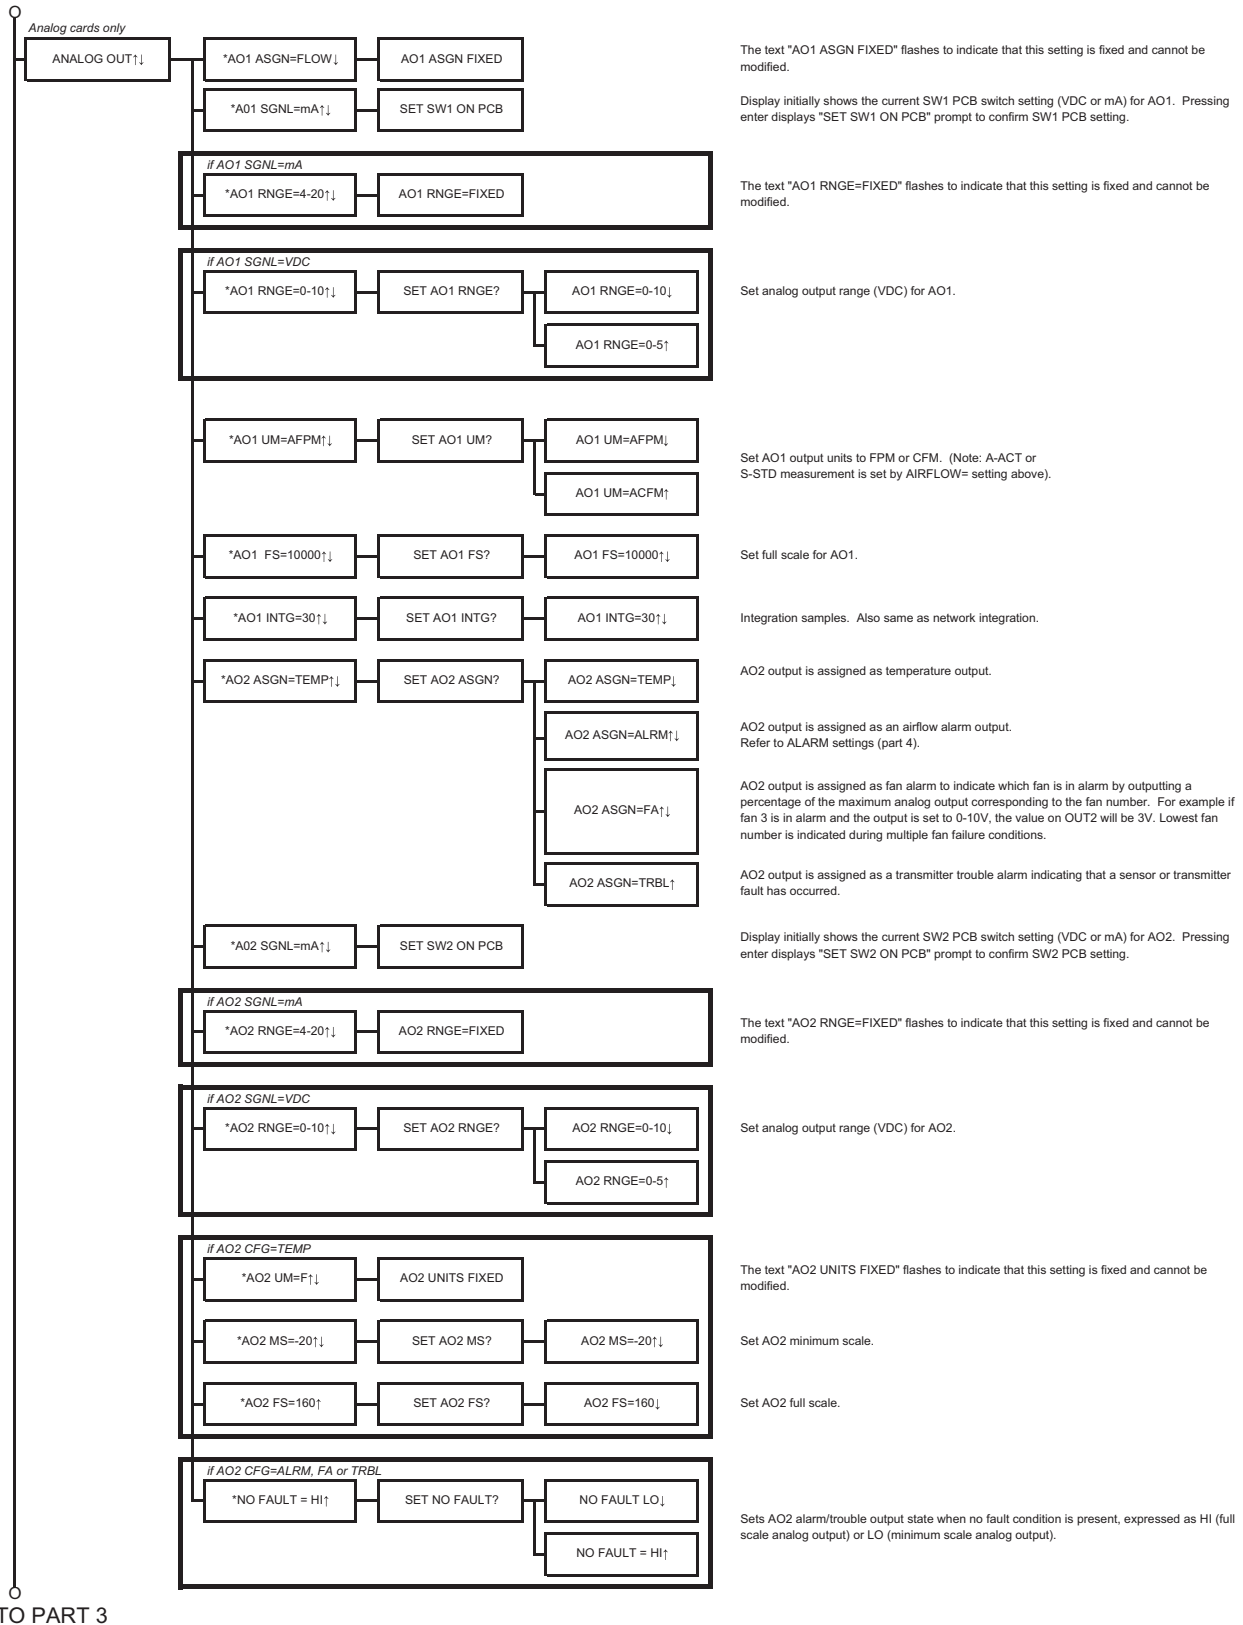 O
Analog cards only
ANALOG OUT↑↓
*AO1 ASGN=FLOW↓
AO1 ASGN FIXED
The text "AO1 ASGN FIXED" flashes to indicate that this setting is fixed and cannot be
modified.
*A01 SGNL=mA↑↓
SET SW1 ON PCB
Display initially shows the current SW1 PCB switch setting (VDC or mA) for AO1. Pressing
enter displays "SET SW1 ON PCB" prompt to confirm SW1 PCB setting.
if AO1 SGNL=mA
*AO1 RNGE=4-20↑↓
AO1 RNGE=FIXED
The text "AO1 RNGE=FIXED" flashes to indicate that this setting is fixed and cannot be
modified.
if AO1 SGNL=VDC
*AO1 RNGE=0-10↑↓
SET AO1 RNGE?
AO1 RNGE=0-10↓
Set analog output range (VDC) for AO1.
AO1 RNGE=0-5↑
*AO1 UM=AFPM↑↓
SET AO1 UM?
AO1 UM=AFPM↓
Set AO1 output units to FPM or CFM. (Note: A-ACT or
S-STD measurement is set by AIRFLOW= setting above).
AO1 UM=ACFM↑
*AO1 FS=10000↑↓
SET AO1 FS?
AO1 FS=10000↑↓
Set full scale for AO1.
*AO1 INTG=30↑↓
SET AO1 INTG?
AO1 INTG=30↑↓
Integration samples. Also same as network integration.
*AO2 ASGN=TEMP↑↓
SET AO2 ASGN?
AO2 ASGN=TEMP↓
AO2 output is assigned as temperature output.
AO2 ASGN=ALRM↑↓
AO2 output is assigned as an airflow alarm output.
Refer to ALARM settings (part 4).
AO2 ASGN=FA↑↓
AO2 output is assigned as fan alarm to indicate which fan is in alarm by outputting a
percentage of the maximum analog output corresponding to the fan number. For example if
fan 3 is in alarm and the output is set to 0-10V, the value on OUT2 will be 3V. Lowest fan
number is indicated during multiple fan failure conditions.
AO2 ASGN=TRBL↑
AO2 output is assigned as a transmitter trouble alarm indicating that a sensor or transmitter
fault has occurred.
*A02 SGNL=mA↑↓
SET SW2 ON PCB
Display initially shows the current SW2 PCB switch setting (VDC or mA) for AO2. Pressing
enter displays "SET SW2 ON PCB" prompt to confirm SW2 PCB setting.
if AO2 SGNL=mA
*AO2 RNGE=4-20↑↓
AO2 RNGE=FIXED
The text "AO2 RNGE=FIXED" flashes to indicate that this setting is fixed and cannot be
modified.
if AO2 SGNL=VDC
*AO2 RNGE=0-10↑↓
SET AO2 RNGE?
AO2 RNGE=0-10↓
Set analog output range (VDC) for AO2.
AO2 RNGE=0-5↑
if AO2 CFG=TEMP
*AO2 UM=F↑↓
AO2 UNITS FIXED
The text "AO2 UNITS FIXED" flashes to indicate that this setting is fixed and cannot be
modified.
*AO2 MS=-20↑↓
SET AO2 MS?
AO2 MS=-20↑↓
Set AO2 minimum scale.
*AO2 FS=160↑
SET AO2 FS?
AO2 FS=160↓
Set AO2 full scale.
if AO2 CFG=ALRM, FA or TRBL
*NO FAULT = HI↑
SET NO FAULT?
NO FAULT LO↓
Sets AO2 alarm/trouble output state when no fault condition is present, expressed as HI (full
scale analog output) or LO (minimum scale analog output).
NO FAULT = HI↑
O
TO PART 3